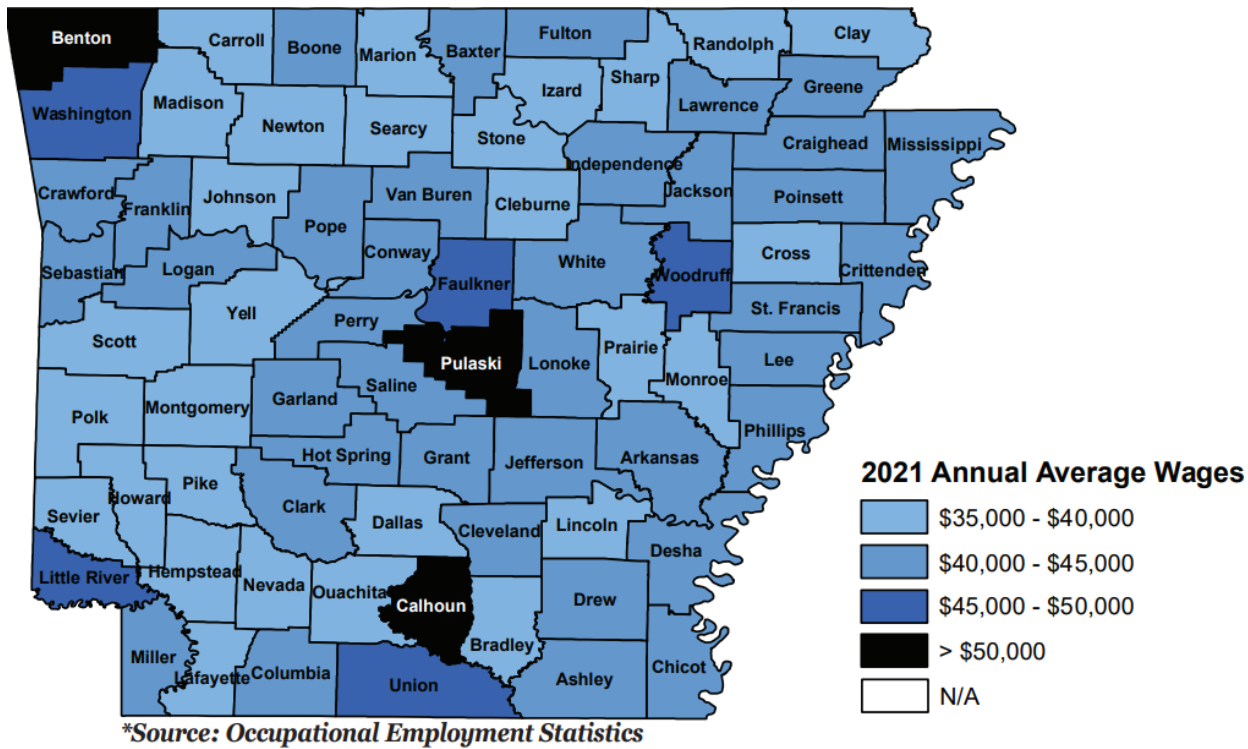 Benton
Carroll
Boone
Marion
Baxter
Fulton
Randolph
Clay
Sharp
Izard
Greene
Lawrence
Washington
Madison
Newton
Searcy
Stone
Craighead
Mississippi
Independence
Jackson
Poinsett
Crawford
Franklin
Johnson
Van Buren
Cleburne
Pope
Conway
White
Woodruff
Cross
Crittenden
Sebastian
Logan
Faulkner
St. Francis
Yell
Perry
Scott
Pulaski
Lonoke
Prairie
Lee
Monroe
Saline
Garland
Montgomery
Polk
Phillips
Hot Spring
Grant
Jefferson
Arkansas
Pike
Howard
Clark
Sevier
Dallas
Cleveland
Lincoln
Desha
Little River
Hempstead
Nevada
Ouachita
Calhoun
Drew
Bradley
Miller
Lafayette
Columbia
Union
Ashley
Chicot
2021 Annual Average Wages
$35,000 - $40,000
$40,000 - $45,000
$45,000 - $50,000
> $50,000
N/A
*Source: Occupational Employment Statistics